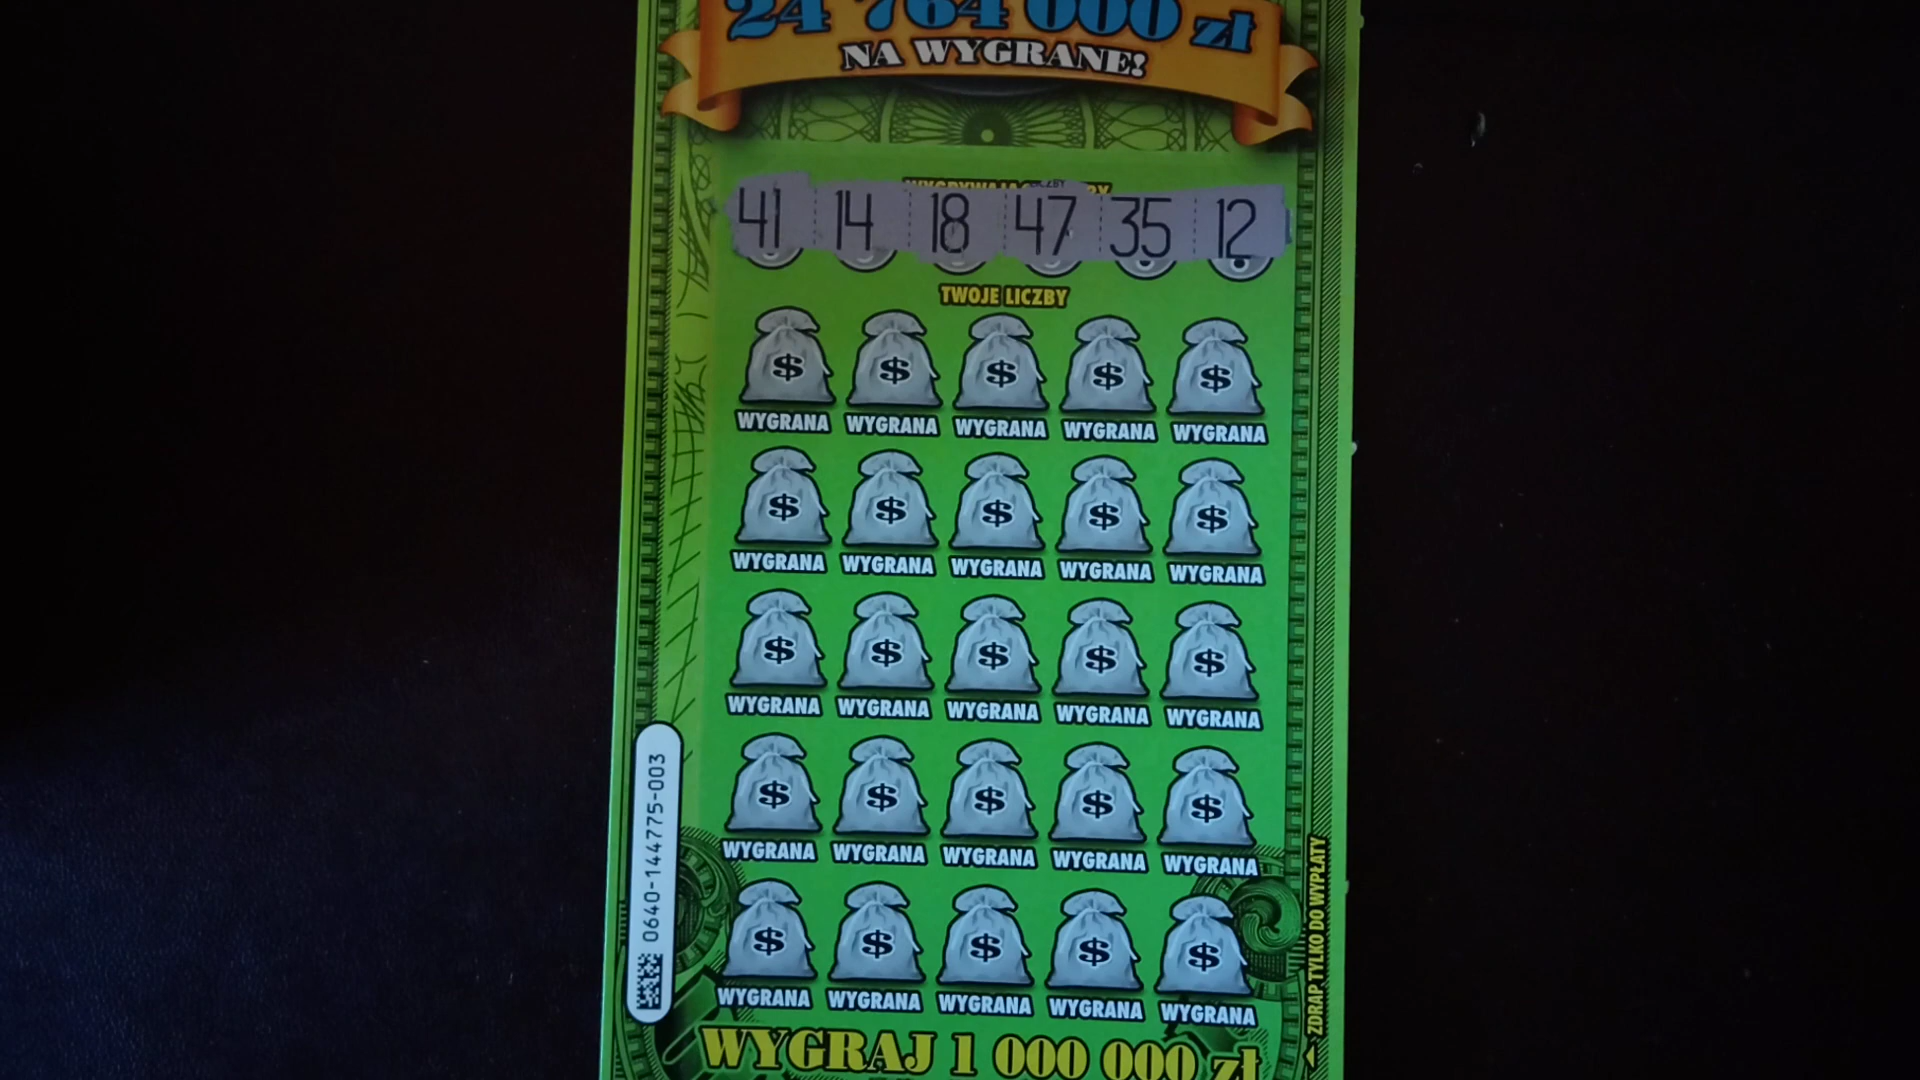 24 764 000 zł
NA WYGRANE!
41 14 18 47 35 12
TWOJE LICZBY
$ $ $ $ $
WYGRANA WYGRANA WYGRANA WYGRANA WYGRANA
$ $ $ $ $
WYGRANA WYGRANA WYGRANA WYGRANA WYGRANA
$ $ $ $ $
WYGRANA WYGRANA WYGRANA WYGRANA WYGRANA
$ $ $ $ $
WYGRANA WYGRANA WYGRANA WYGRANA WYGRANA
$ $ $ $ $
WYGRANA WYGRANA WYGRANA WYGRANA WYGRANA
WYGRAJ 1 000 000 zł
0640-144775-003
ZDRAP TYLKO DO WYPŁATY